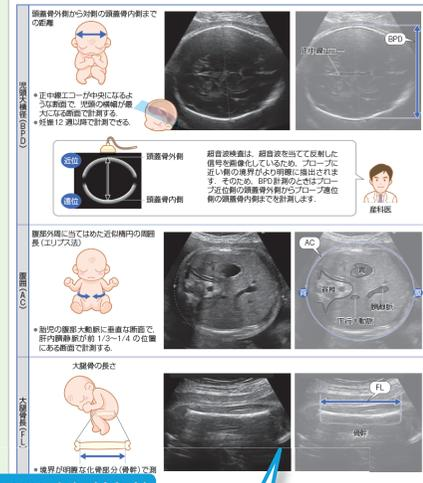 児頭大横径(BPD)
頭蓋骨外側から対側の頭蓋骨内側まで
の距離
●正中線エコーが中央になるよ
うな断面で，児頭の横幅が最
大になる断面で計測する．
●妊娠12週以降で計測できる．
正中線エコー
BPD
近位
遠位
頭蓋骨外側
頭蓋骨内側
超音波検査は，超音波を当てて反射した
信号を画像化しているため，プローブに
近い側の境界がより明瞭に描出されま
す．そのため，BPD計測のときはプロー
ブ近位側の頭蓋骨外側からプローブ遠位
側の頭蓋骨内側までを計測します．
産科医
腹囲(AC)
腹部外周に当てはめた近似楕円の周囲
長(エリプス法)
●胎児の腹部大動脈に垂直な断面で，
肝内臍静脈が前1/3〜1/4の位置
にある断面で計測する．
AC
胃
背
脊椎
腹
臍静脈
下行大動脈
大腿骨長(FL)
大腿骨の長さ
●境界が明瞭な化骨部分(骨幹)で測
FL
骨幹